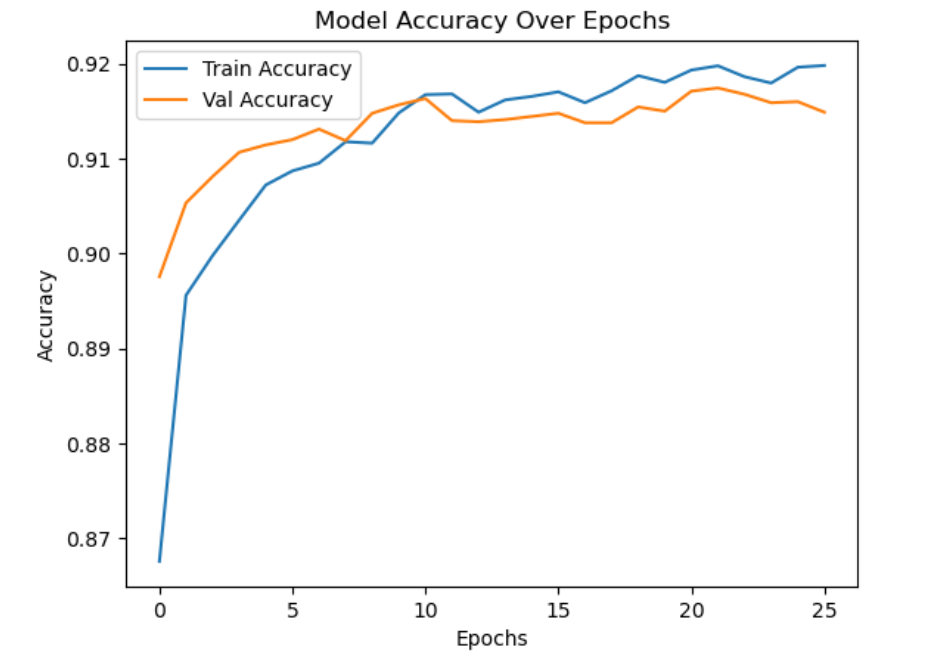 Model Accuracy Over Epochs
Train Accuracy
Val Accuracy
0.92
0.91
0.90
0.89
0.88
0.87
Accuracy
0 5 10 15 20 25
Epochs